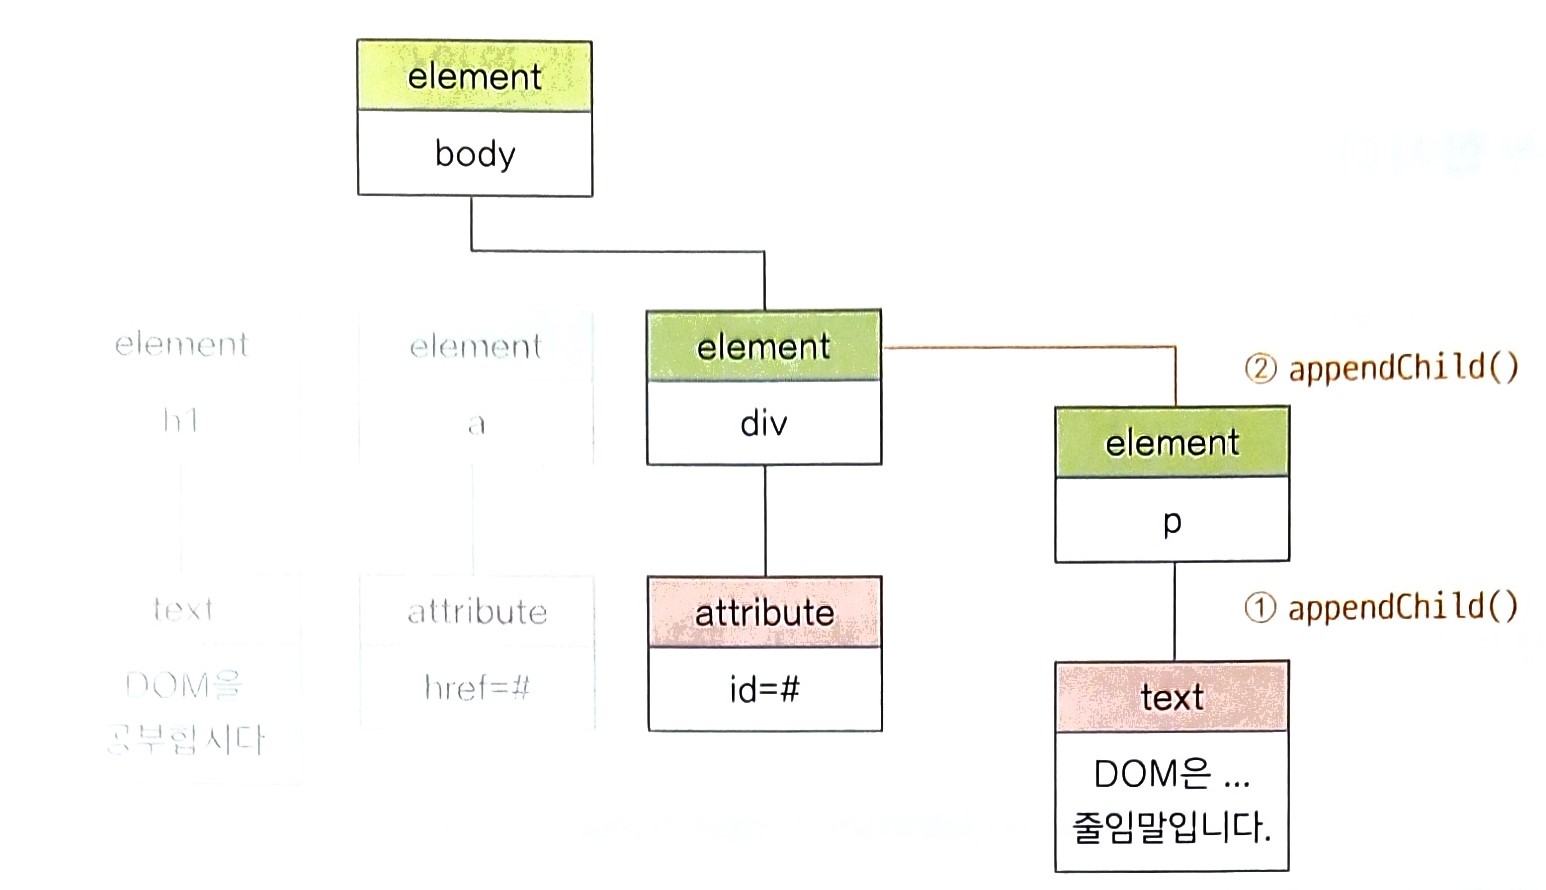 element
body
element
h1
element
a
element
div
② appendChild()
element
p
① appendChild()
text
DOM을
공부합시다
attribute
href=#
attribute
id=#
text
DOM은 ...
줄임말입니다.